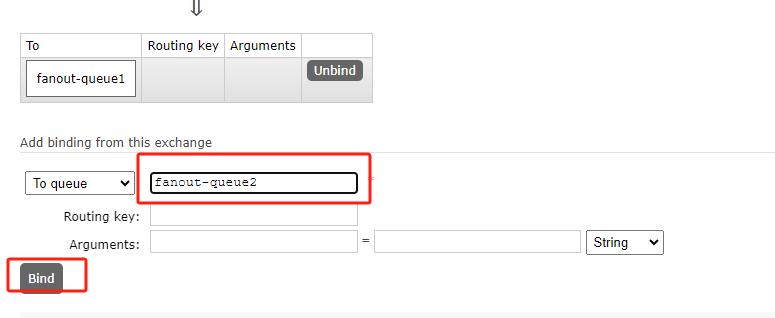 ⇓
To Routing key Arguments
fanout-queue1 Unbind
Add binding from this exchange
To queue fanout-queue2 *
Routing key:
Arguments: = String
Bind